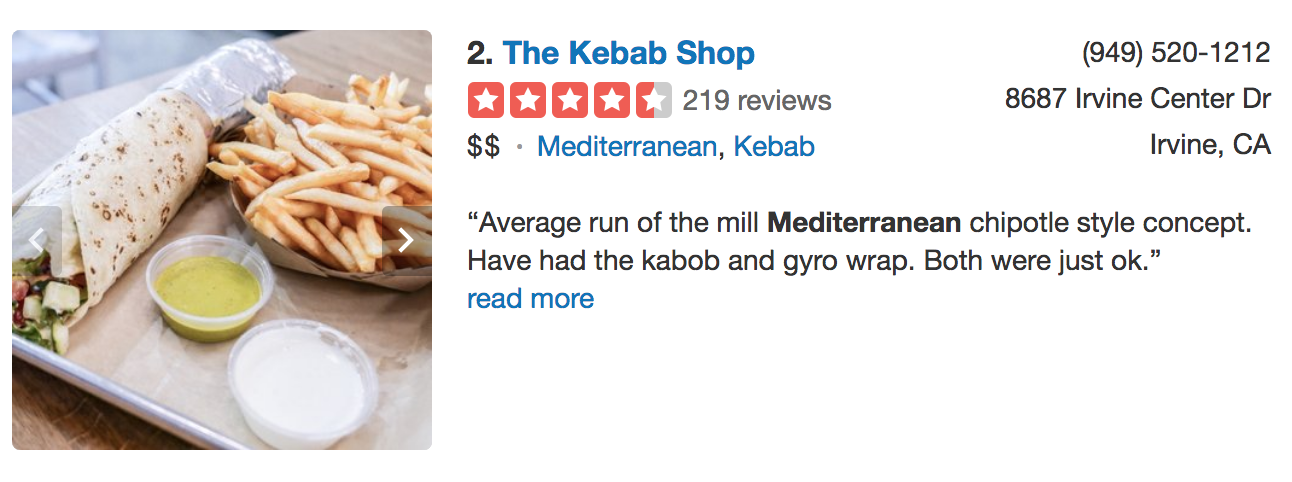 2. The Kebab Shop
219 reviews
$$ · Mediterranean, Kebab
(949) 520-1212
8687 Irvine Center Dr
Irvine, CA
“Average run of the mill Mediterranean chipotle style concept.
Have had the kabob and gyro wrap. Both were just ok.”
read more